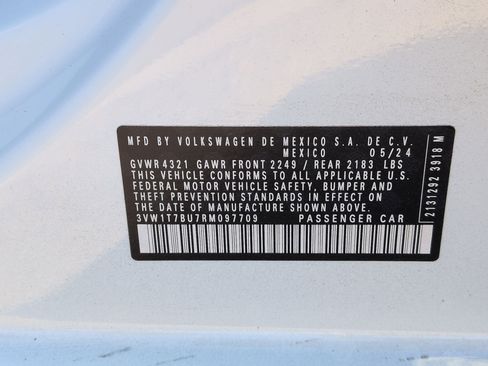 MFD BY VOLKSWAGEN DE MEXICO S.A. DE C.V.
MEXICO 05/24
GVWR 4321 GAWR FRONT 2249 / REAR 2183 LBS
THIS VEHICLE CONFORMS TO ALL APPLICABLE U.S.
FEDERAL MOTOR VEHICLE SAFETY, BUMPER AND
THEFT PREVENTION STANDARDS IN EFFECT ON
THE DATE OF MANUFACTURE SHOWN ABOVE.
3VW1T7BU7RM097709 PASSENGER CAR
2131Z292 3918 M